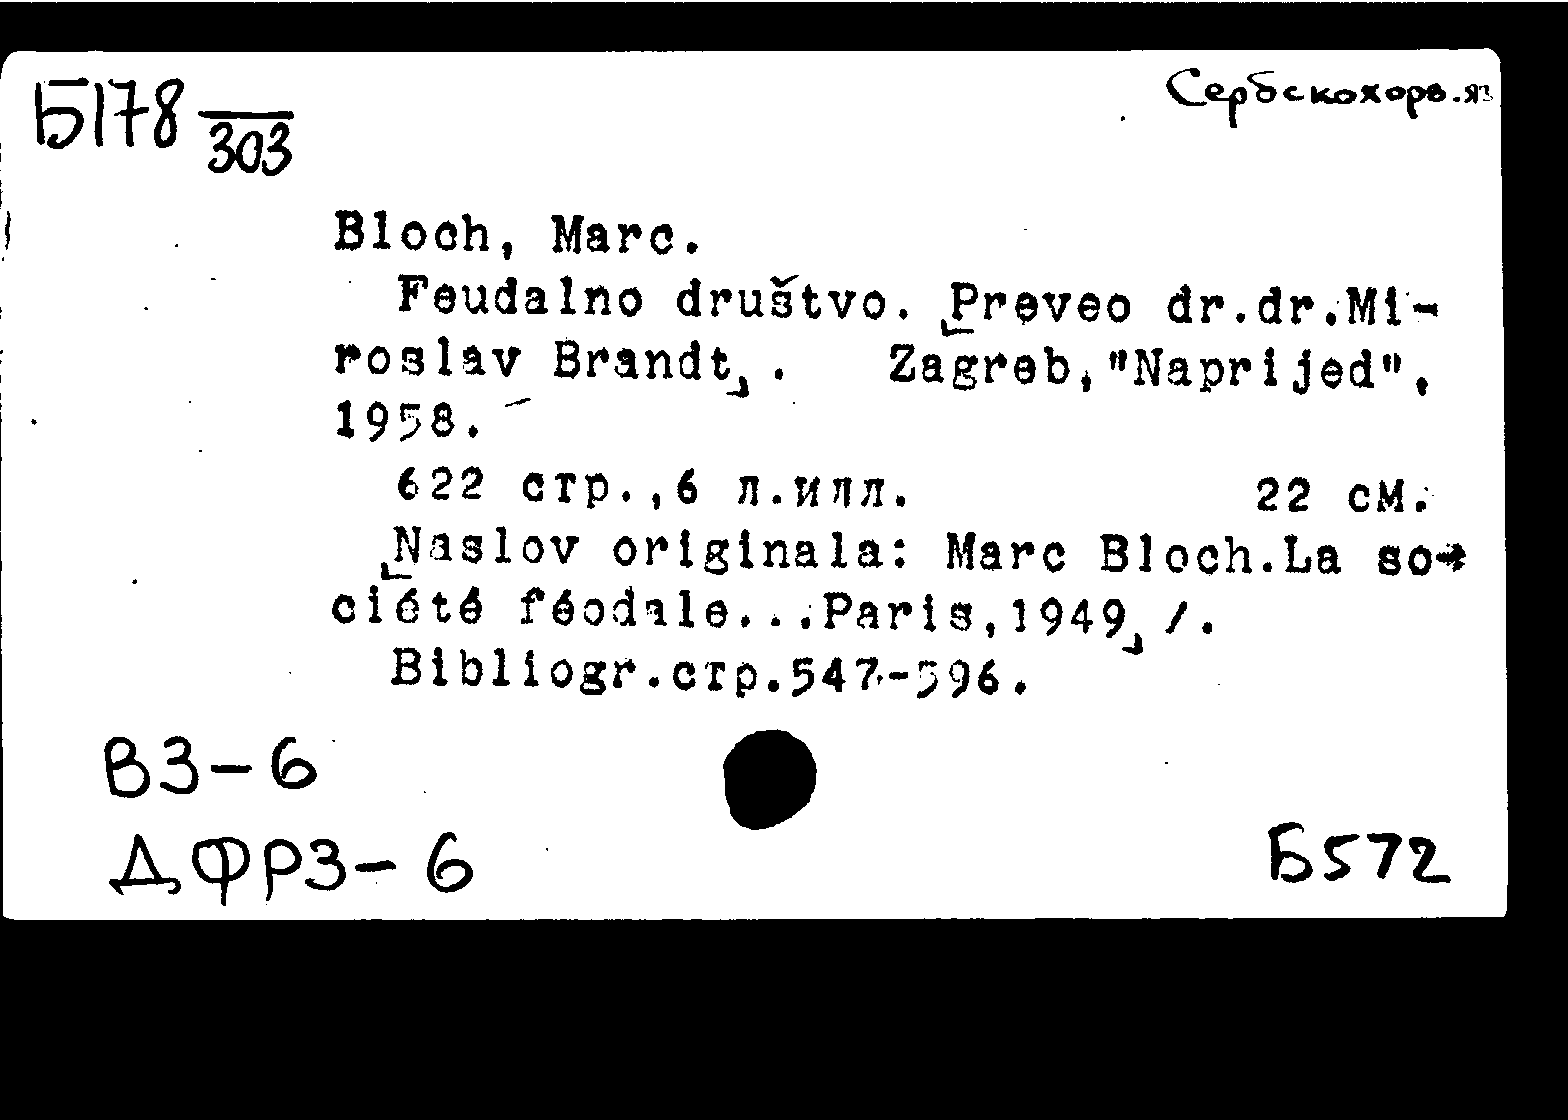 Б178
303
Сербскохорв.яз
Bloch, Marc.
Feudalno društvo. [Preveo dr.dr.Mi-
roslav Brandt]. Zagreb,"Naprijed",
1958.
622 стр.,6 л.илл. 22 см.
[Naslov originala: Marc Bloch.La so-
ciété féodale...Paris,1949] /.
Bibliogr.стр.547-596.
ВЗ-6
ДФРЗ-6
Б572